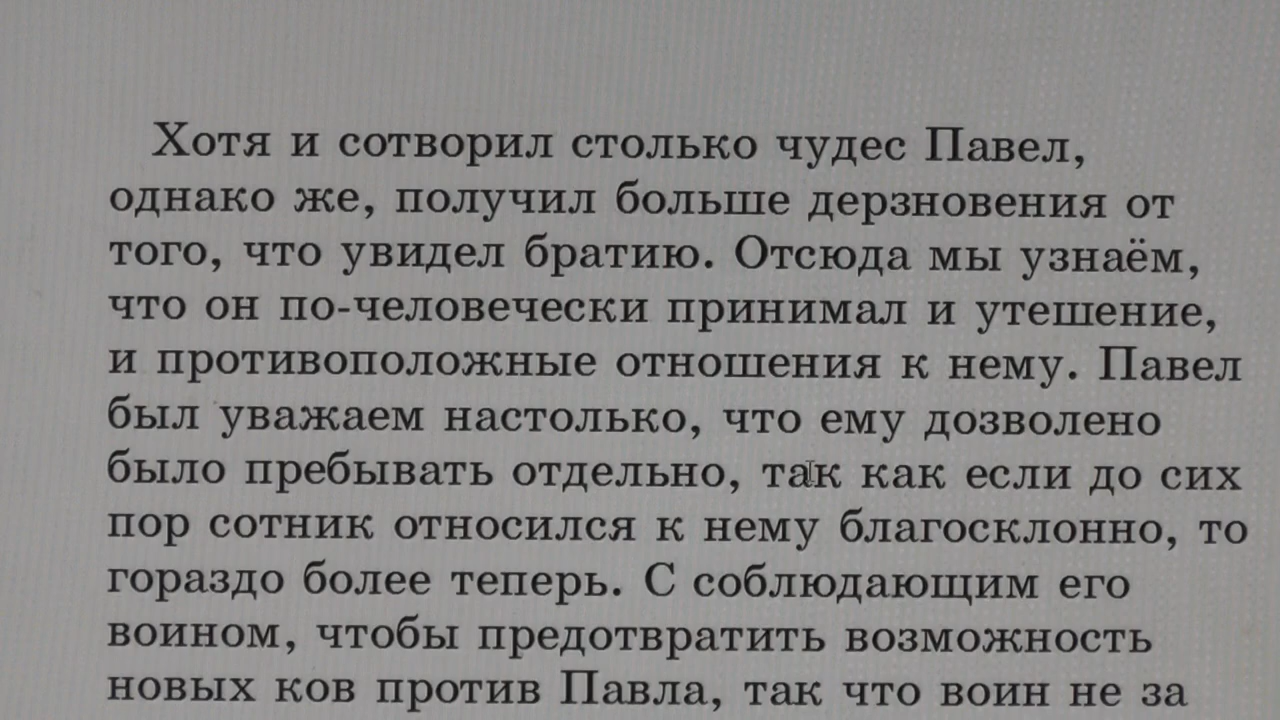 Хотя и сотворил столько чудес Павел,
однако же, получил больше дерзновения от
того, что увидел братию. Отсюда мы узнаём,
что он по-человечески принимал и утешение,
и противоположные отношения к нему. Павел
был уважаем настолько, что ему дозволено
было пребывать отдельно, так как если до сих
пор сотник относился к нему благосклонно, то
гораздо более теперь. С соблюдающим его
воином, чтобы предотвратить возможность
новых ков против Павла, так что воин не за